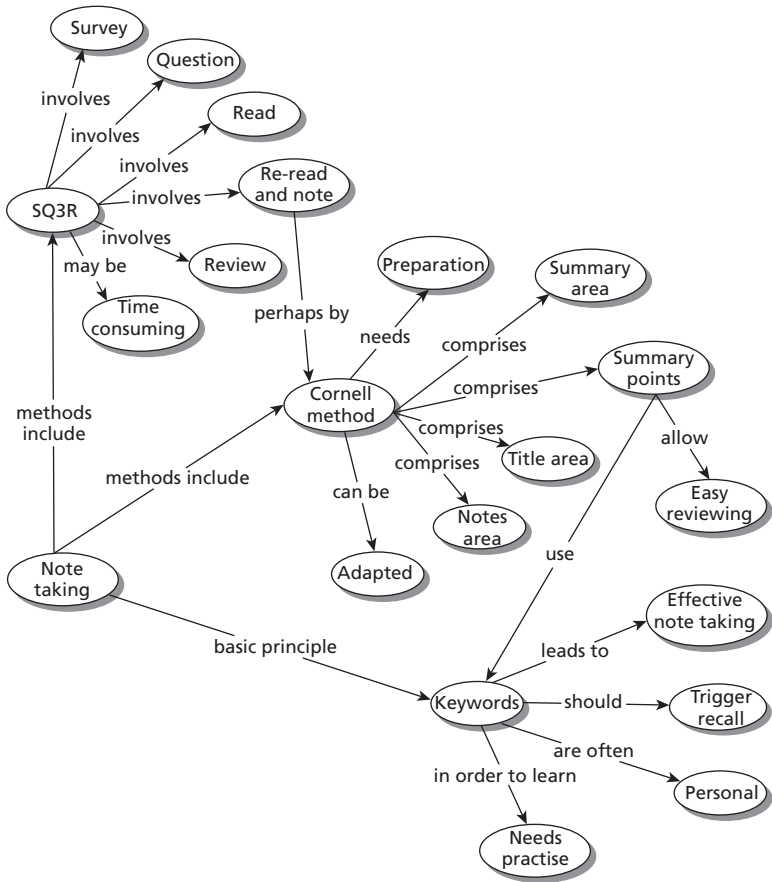 Survey
Question
involves
Read
involves
involves
Re-read
and note
involves
SQ3R
involves
Review
may be
Time
consuming
Preparation
Summary
area
perhaps by
needs
comprises
Summary
points
comprises
Cornell
method
methods
include
comprises
allow
comprises
Title area
methods include
can be
Easy
reviewing
Notes
area
use
Note
taking
Adapted
Effective
note taking
basic principle
leads to
Keywords
should
Trigger
recall
are often
in order to learn
Personal
Needs
practise